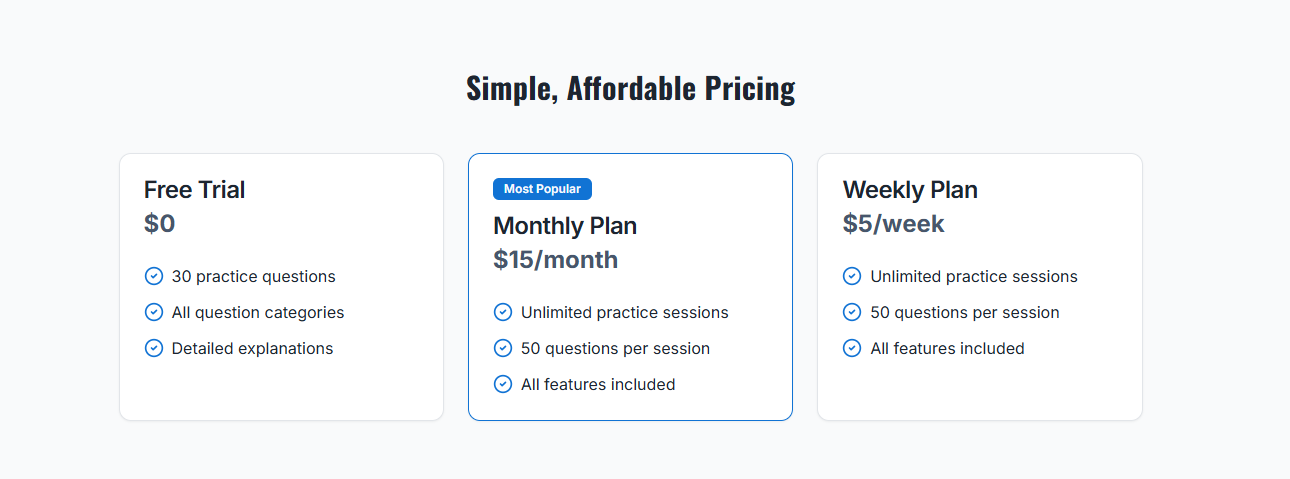 Simple, Affordable Pricing
Free Trial
$0
30 practice questions
All question categories
Detailed explanations
Most Popular
Monthly Plan
$15/month
Unlimited practice sessions
50 questions per session
All features included
Weekly Plan
$5/week
Unlimited practice sessions
50 questions per session
All features included